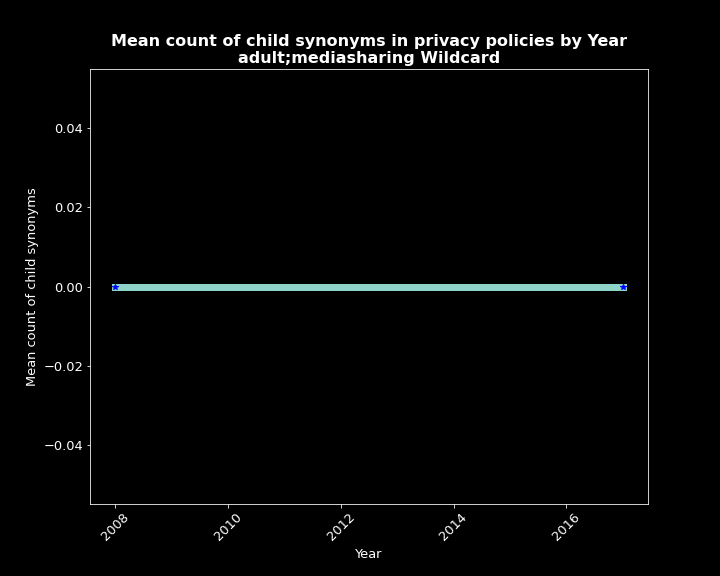 Mean count of child synonyms in privacy policies by Year
adult;mediasharing Wildcard
Mean count of child synonyms
0.04
0.02
0.00
−0.02
−0.04
2008
2010
2012
2014
2016
Year